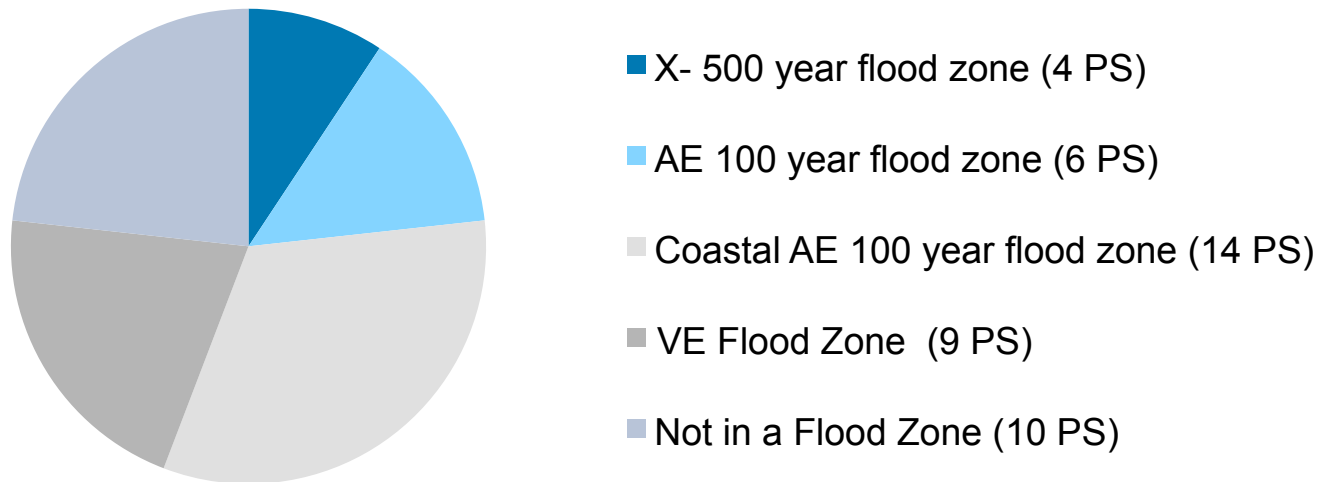 X- 500 year flood zone (4 PS)
AE 100 year flood zone (6 PS)
Coastal AE 100 year flood zone (14 PS)
VE Flood Zone  (9 PS)
Not in a Flood Zone (10 PS)